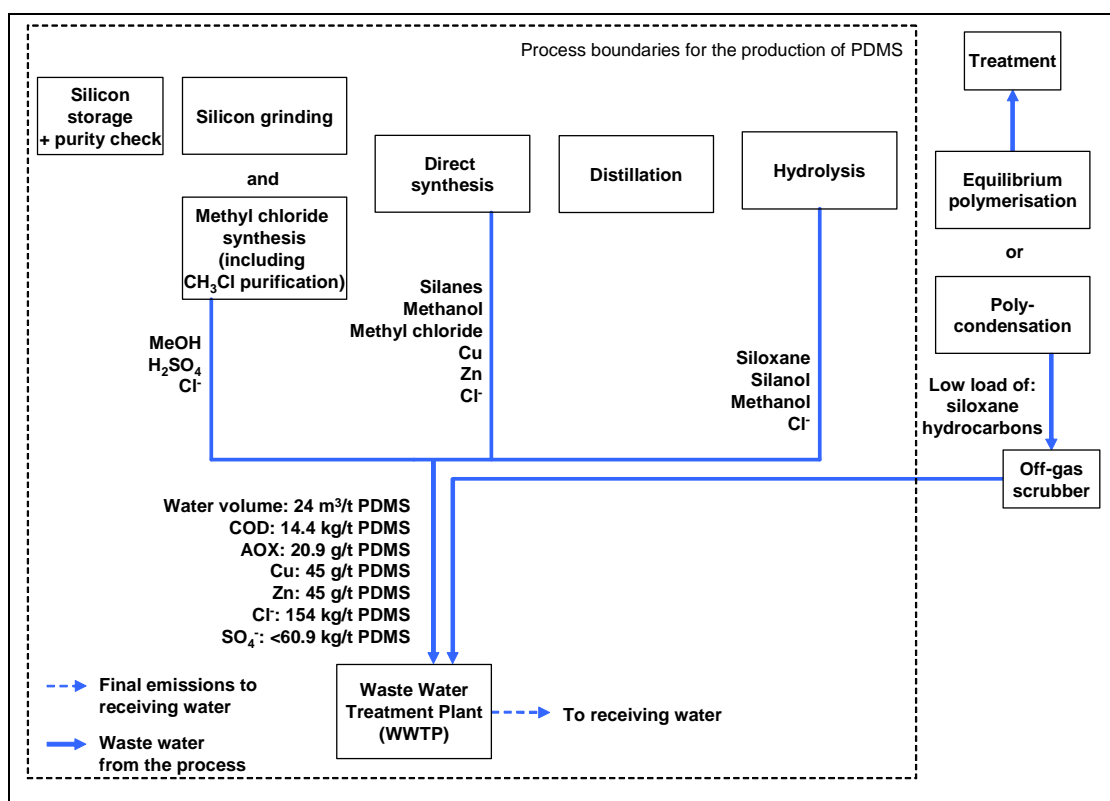 Process boundaries for the production of PDMS
Silicon
storage
+ purity check
Silicon grinding
and
Methyl chloride
synthesis
(including
CH₃Cl purification)
Direct
synthesis
Distillation
Hydrolysis
Treatment
Equilibrium
polymerisation
or
Poly-
condensation
Low load of:
siloxane
hydrocarbons
Off-gas
scrubber
MeOH
H₂SO₄
Cl⁻
Silanes
Methanol
Methyl chloride
Cu
Zn
Cl⁻
Siloxane
Silanol
Methanol
Cl⁻
Water volume: 24 m³/t PDMS
COD: 14.4 kg/t PDMS
AOX: 20.9 g/t PDMS
Cu: 45 g/t PDMS
Zn: 45 g/t PDMS
Cl⁻: 154 kg/t PDMS
SO₄⁻: <60.9 kg/t PDMS
Final emissions to
receiving water
Waste water
from the process
Waste Water
Treatment Plant
(WWTP)
To receiving water